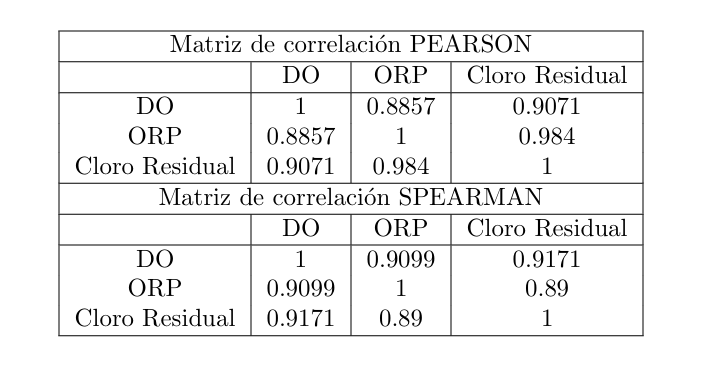 Matriz de correlación PEARSON
DO ORP Cloro Residual
DO 1 0.8857 0.9071
ORP 0.8857 1 0.984
Cloro Residual 0.9071 0.984 1
Matriz de correlación SPEARMAN
DO ORP Cloro Residual
DO 1 0.9099 0.9171
ORP 0.9099 1 0.89
Cloro Residual 0.9171 0.89 1